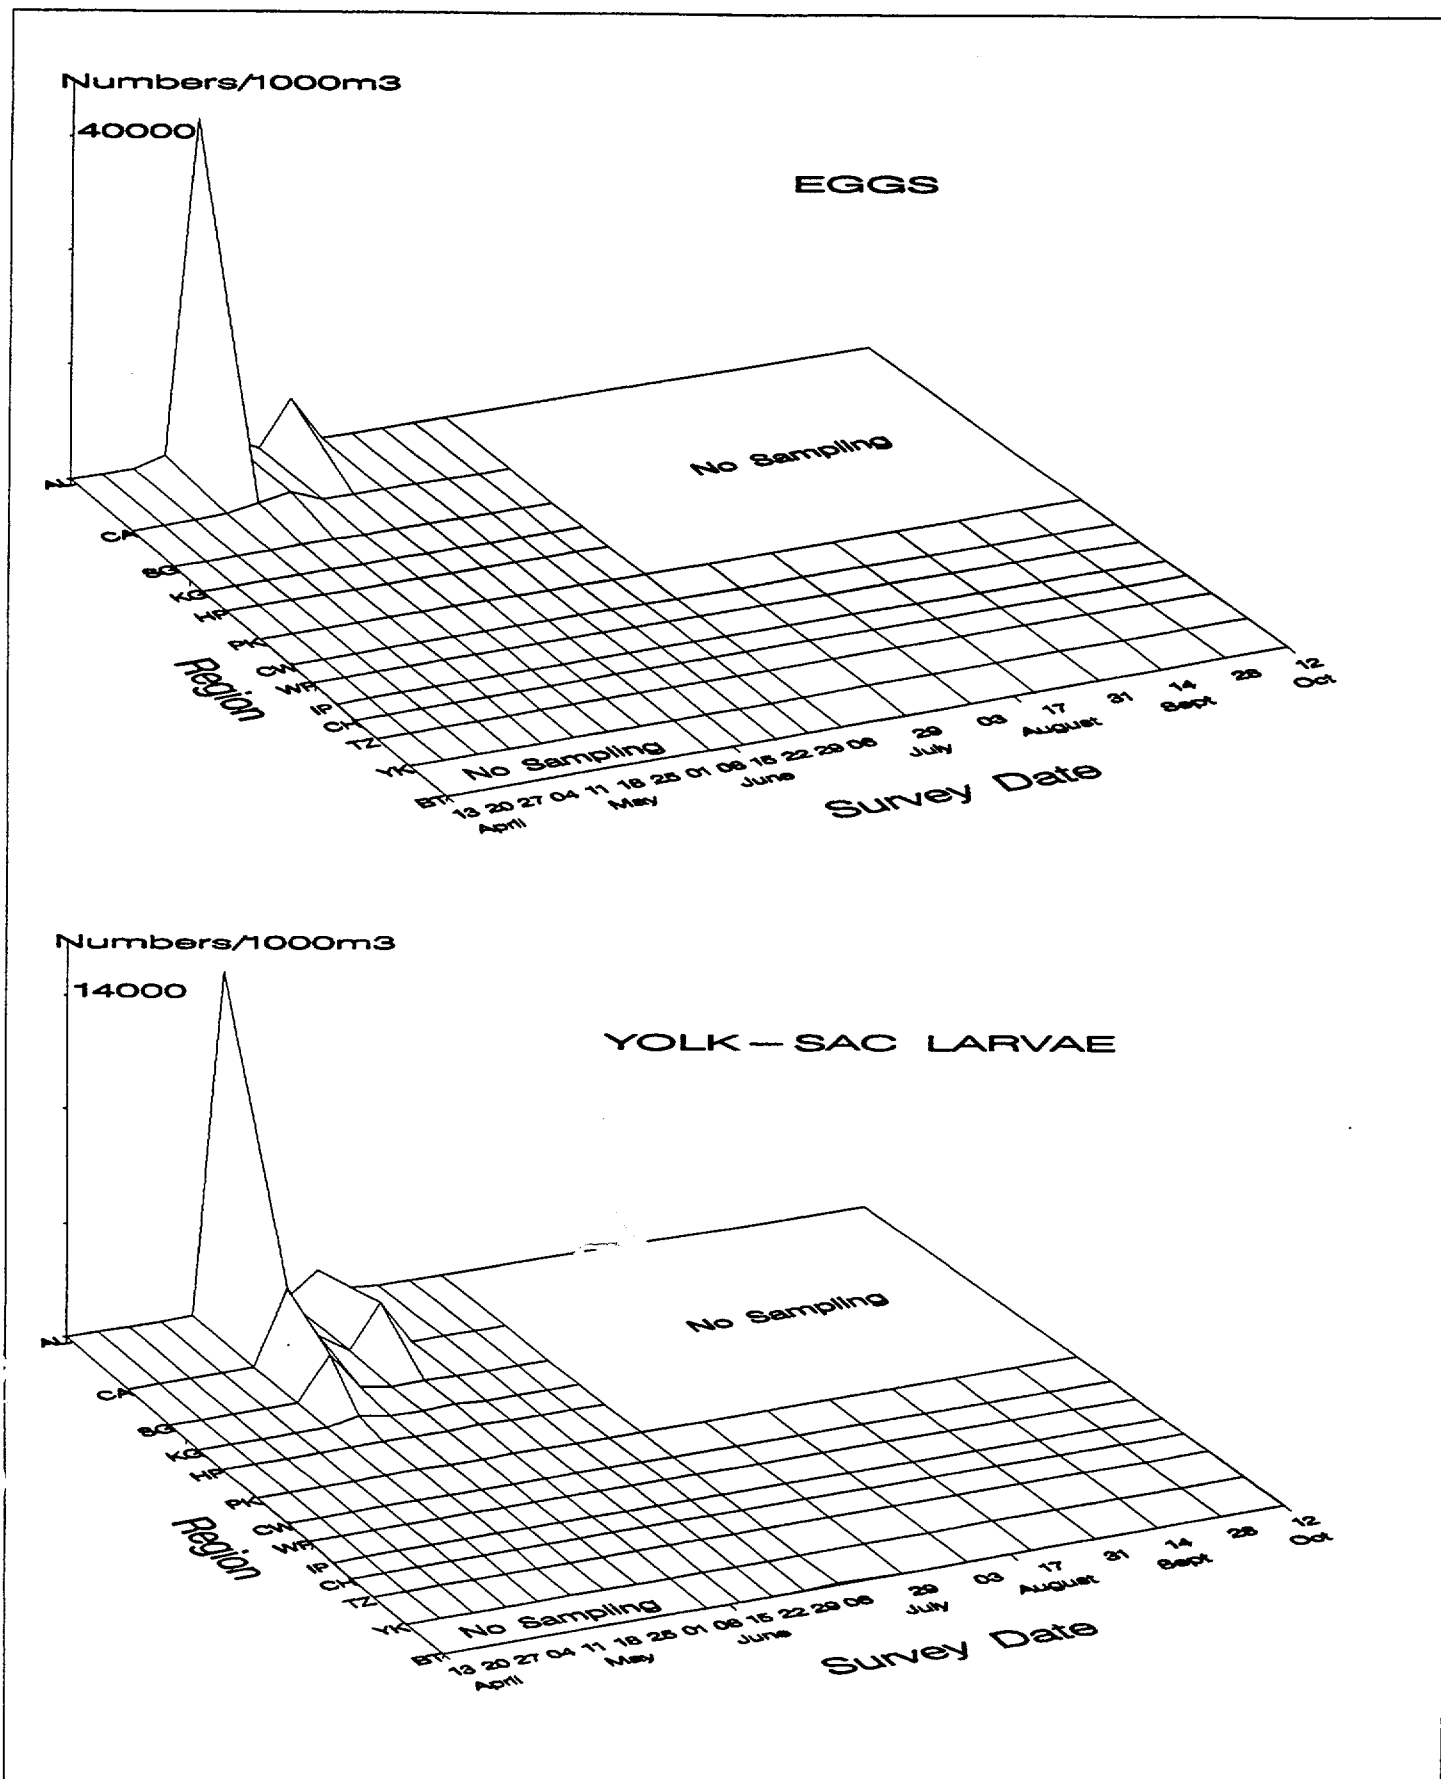 Numbers/1000m3
40000
EGGS
No Sampling
AL
CA
SG
KG
HP
PK
CW
WP
IP
CH
TZ
YK
BT
Region
No Sampling
13 20 27 04 11 18 25 01 08 15 22 29 06 29 03 17 31 14 28 12
April May June July August Sept Oct
Survey Date
Numbers/1000m3
14000
YOLK-SAC LARVAE
No Sampling
AL
CA
SG
KG
HP
PK
CW
WP
IP
CH
TZ
YK
BT
Region
No Sampling
13 20 27 04 11 18 25 01 08 15 22 29 06 29 03 17 31 14 28 12
April May June July August Sept Oct
Survey Date